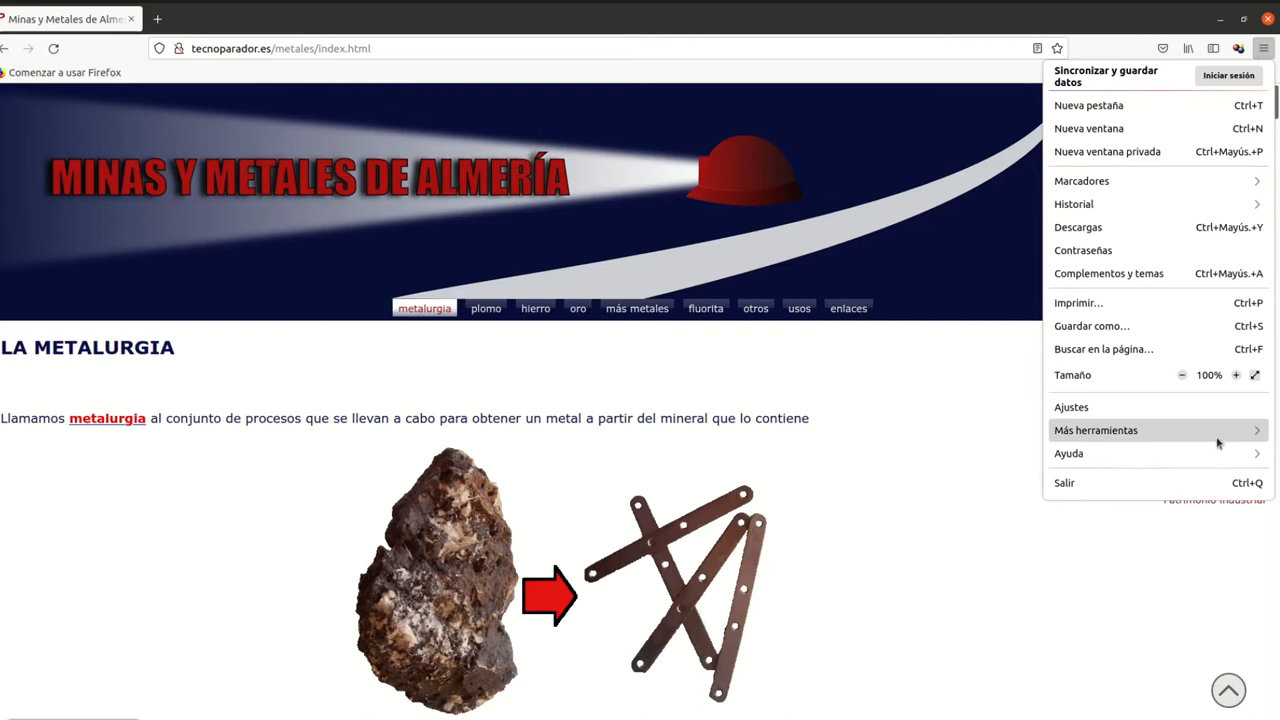 Minas y Metales de Alme
tecnoparador.es/metales/index.html
Comenzar a usar Firefox
MINAS Y METALES DE ALMERÍA
metalurgia plomo hierro oro más metales fluorita otros usos enlaces
LA METALURGIA
Llamamos metalurgia al conjunto de procesos que se llevan a cabo para obtener un metal a partir del mineral que lo contiene
Sincronizar y guardar
datos
Iniciar sesión
Nueva pestaña Ctrl+T
Nueva ventana Ctrl+N
Nueva ventana privada Ctrl+Mayús.+P
Marcadores
Historial
Descargas Ctrl+Mayús.+Y
Contraseñas
Complementos y temas Ctrl+Mayús.+A
Imprimir... Ctrl+P
Guardar como... Ctrl+S
Buscar en la página... Ctrl+F
Tamaño − 100% +
Ajustes
Más herramientas
Ayuda
Salir Ctrl+Q